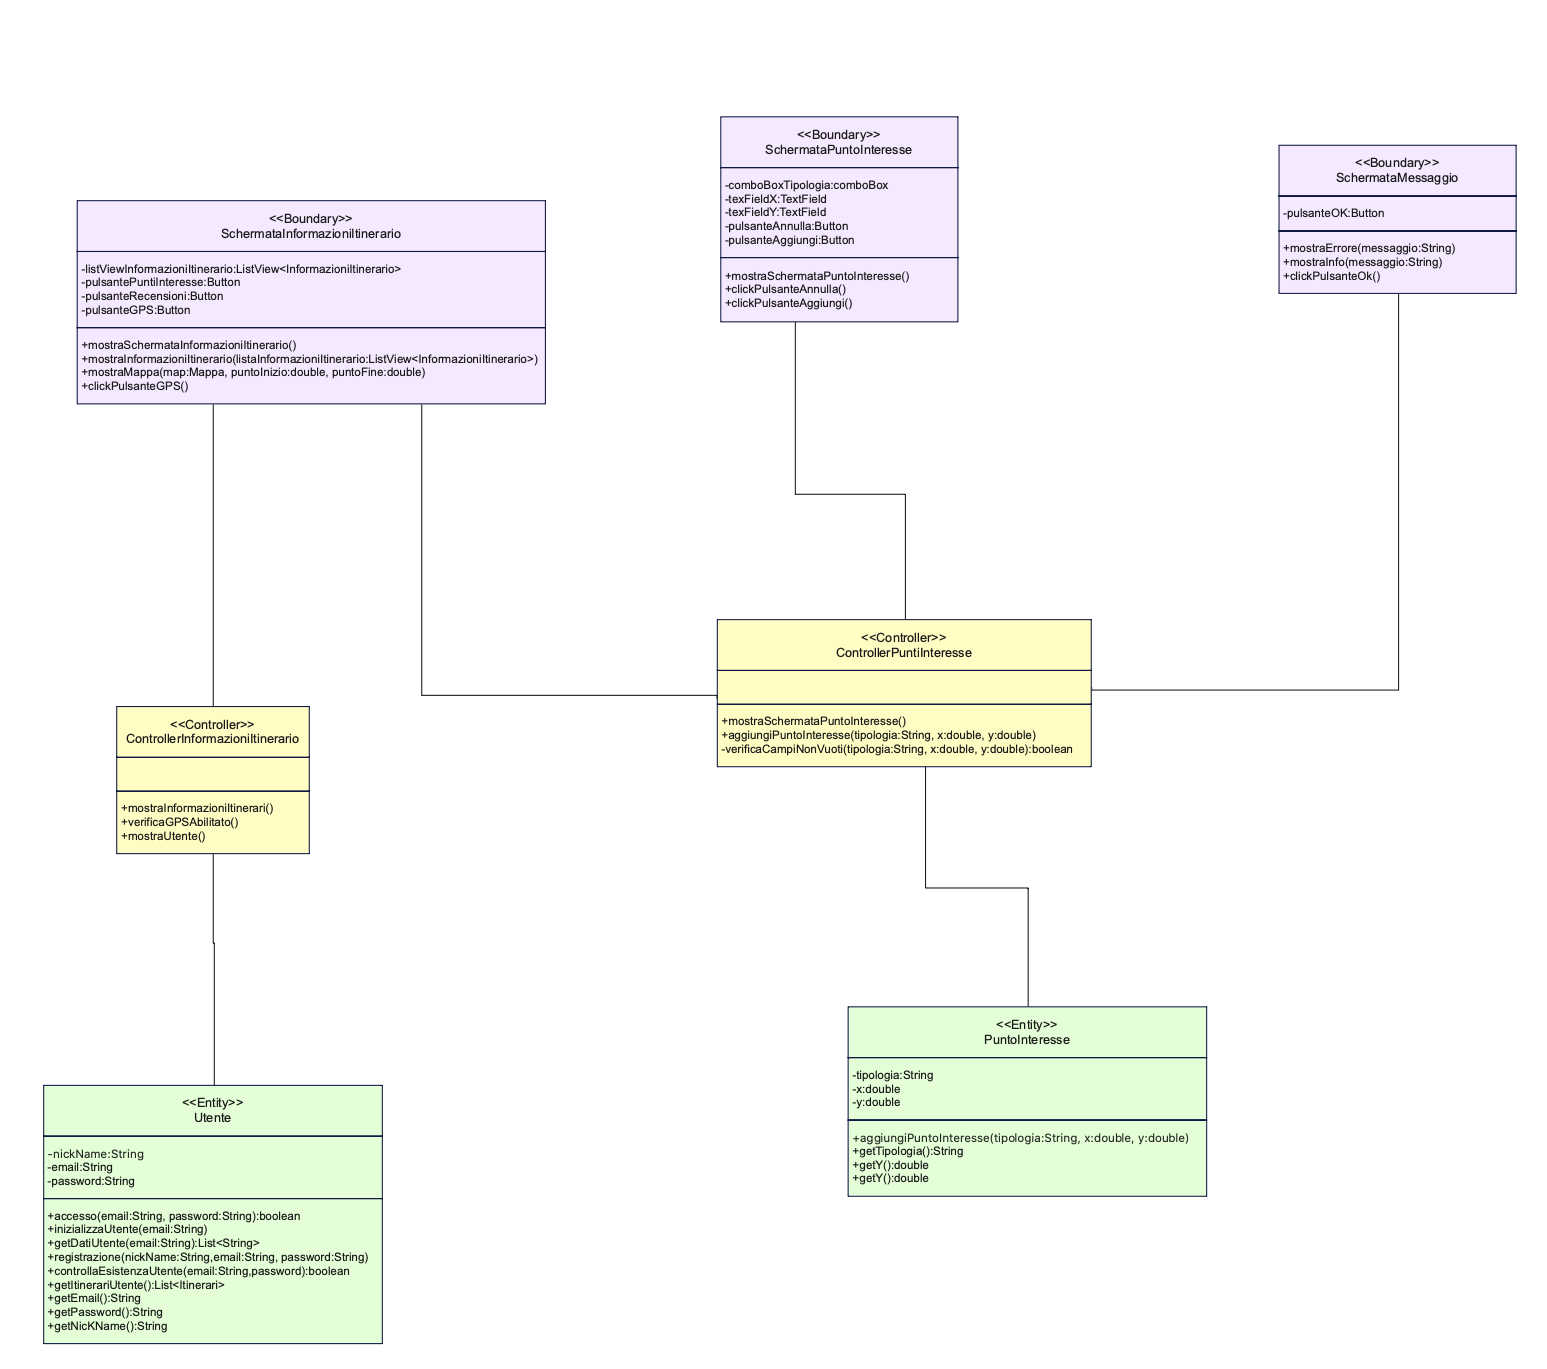 <<Boundary>>
SchermataPuntoInteresse
-comboBoxTipologia:comboBox
-texFieldX:TextField
-texFieldY:TextField
-pulsanteAnnulla:Button
-pulsanteAggiungi:Button
+mostraSchermataPuntoInteresse()
+clickPulsanteAnnulla()
+clickPulsanteAggiungi()
<<Boundary>>
SchermataMessaggio
-pulsanteOK:Button
+mostraErrore(messaggio:String)
+mostraInfo(messaggio:String)
+clickPulsanteOk()
<<Boundary>>
SchermataInformazioniItinerario
-listViewInformazioniItinerario:ListView<InformazioniItinerario>
-pulsantePuntiInteresse:Button
-pulsanteRecensioni:Button
-pulsanteGPS:Button
+mostraSchermataInformazioniItinerario()
+mostraInformazioniItinerario(listaInformazioniItinerario:ListView<InformazioniItinerario>)
+mostraMappa(map:Mappa, puntoInizio:double, puntoFine:double)
+clickPulsanteGPS()
<<Controller>>
ControllerPuntiInteresse
+mostraSchermataPuntoInteresse()
+aggiungiPuntoInteresse(tipologia:String, x:double, y:double)
-verificaCampiNonVuoti(tipologia:String, x:double, y:double):boolean
<<Controller>>
ControllerInformazioniItinerario
+mostraInformazioniItinerari()
+verificaGPSAbilitato()
+mostraUtente()
<<Entity>>
PuntoInteresse
-tipologia:String
-x:double
-y:double
+aggiungiPuntoInteresse(tipologia:String, x:double, y:double)
+getTipologia():String
+getY():double
+getY():double
<<Entity>>
Utente
-nickName:String
-email:String
-password:String
+accesso(email:String, password:String):boolean
+inizializzaUtente(email:String)
+getDatiUtente(email:String):List<String>
+registrazione(nickName:String,email:String, password:String)
+controllaEsistenzaUtente(email:String,password):boolean
+getItinerariUtente():List<Itinerari>
+getEmail():String
+getPassword():String
+getNicKName():String